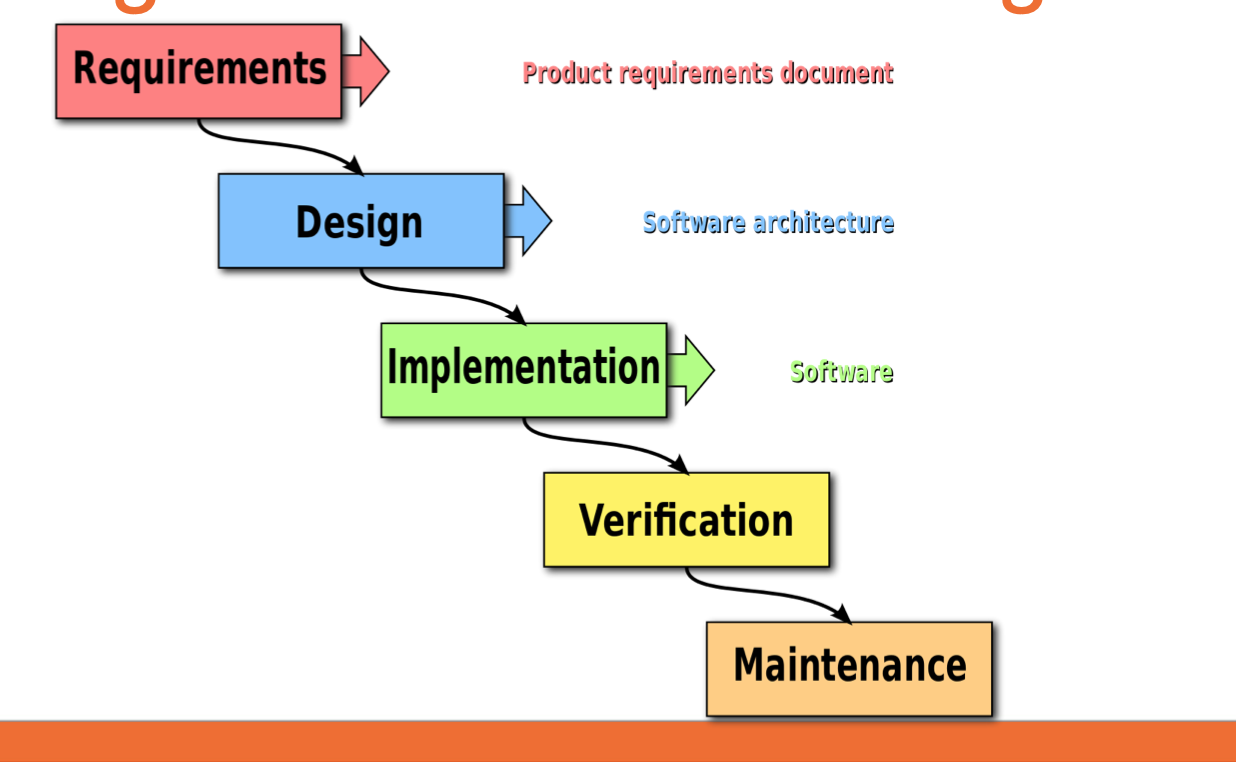 Requirements
Product requirements document
Design
Software architecture
Implementation
Software
Verification
Maintenance